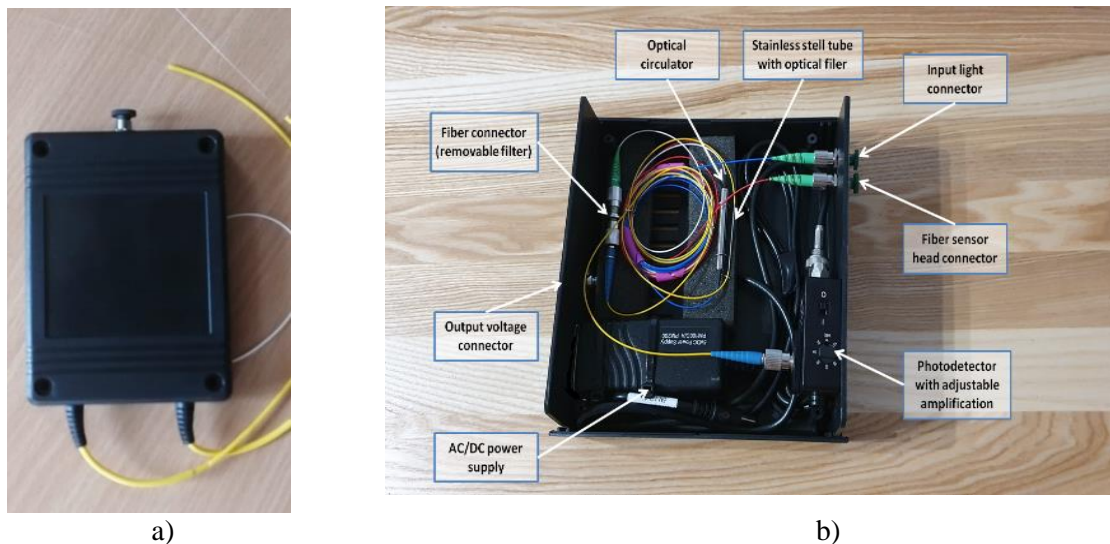 Optical
circulator
Stainless stell tube
with optical filer
Input light
connector
Fiber connector
(removable filter)
Fiber sensor
head connector
Output voltage
connector
Photodetector
with adjustable
amplification
AC/DC power
supply
a)
b)